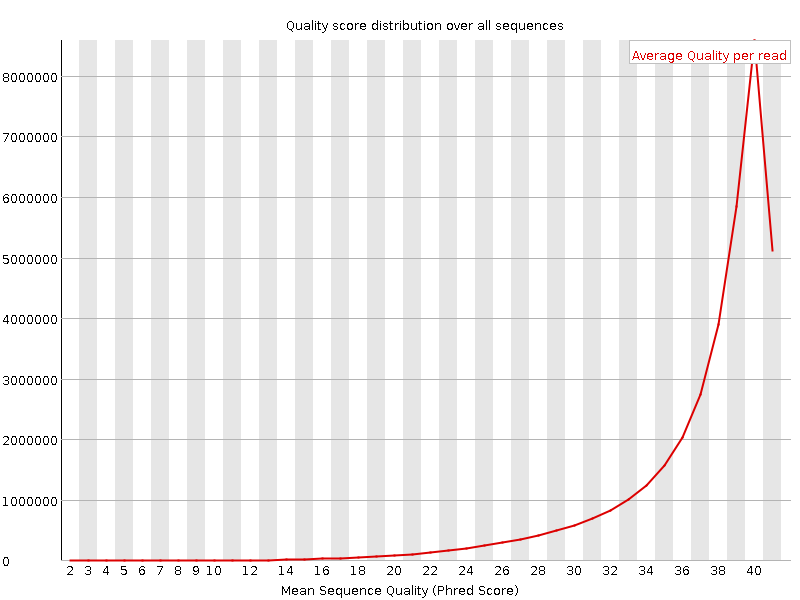 Quality score distribution over all sequences
Average Quality per read
8000000
7000000
6000000
5000000
4000000
3000000
2000000
1000000
0
2 3 4 5 6 7 8 9 10 12 14 16 18 20 22 24 26 28 30 32 34 36 38 40
Mean Sequence Quality (Phred Score)